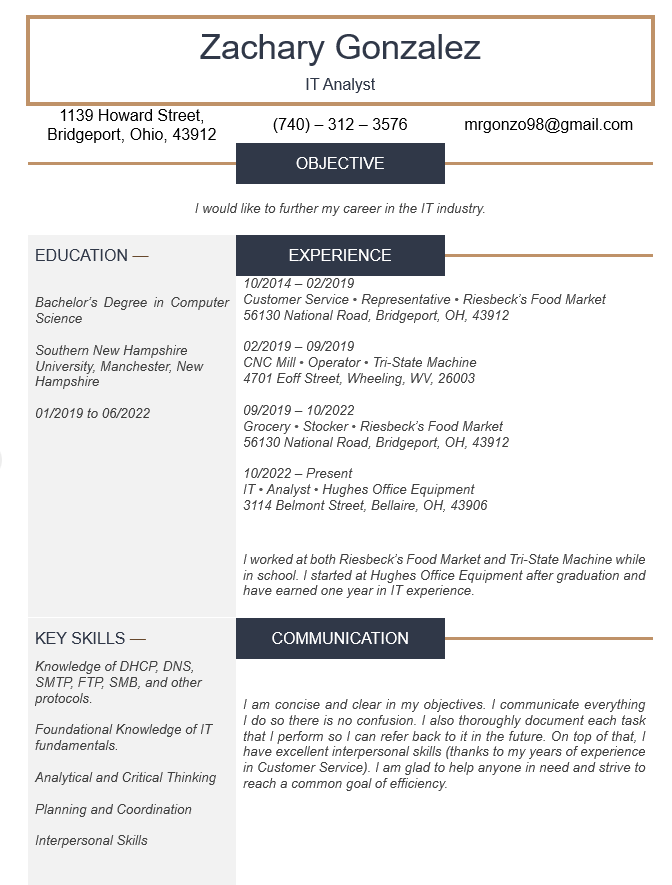 Zachary Gonzalez
IT Analyst
1139 Howard Street,
Bridgeport, Ohio, 43912
(740) – 312 – 3576
mrgonzo98@gmail.com
OBJECTIVE
I would like to further my career in the IT industry.
EDUCATION —
Bachelor's Degree in Computer
Science
Southern New Hampshire
University, Manchester, New
Hampshire
01/2019 to 06/2022
EXPERIENCE
10/2014 – 02/2019
Customer Service • Representative • Riesbeck's Food Market
56130 National Road, Bridgeport, OH, 43912
02/2019 – 09/2019
CNC Mill • Operator • Tri-State Machine
4701 Eoff Street, Wheeling, WV, 26003
09/2019 – 10/2022
Grocery • Stocker • Riesbeck's Food Market
56130 National Road, Bridgeport, OH, 43912
10/2022 – Present
IT • Analyst • Hughes Office Equipment
3114 Belmont Street, Bellaire, OH, 43906
I worked at both Riesbeck's Food Market and Tri-State Machine while
in school. I started at Hughes Office Equipment after graduation and
have earned one year in IT experience.
KEY SKILLS —
Knowledge of DHCP, DNS,
SMTP, FTP, SMB, and other
protocols.
Foundational Knowledge of IT
fundamentals.
Analytical and Critical Thinking
Planning and Coordination
Interpersonal Skills
COMMUNICATION
I am concise and clear in my objectives. I communicate everything
I do so there is no confusion. I also thoroughly document each task
that I perform so I can refer back to it in the future. On top of that, I
have excellent interpersonal skills (thanks to my years of experience
in Customer Service). I am glad to help anyone in need and strive to
reach a common goal of efficiency.